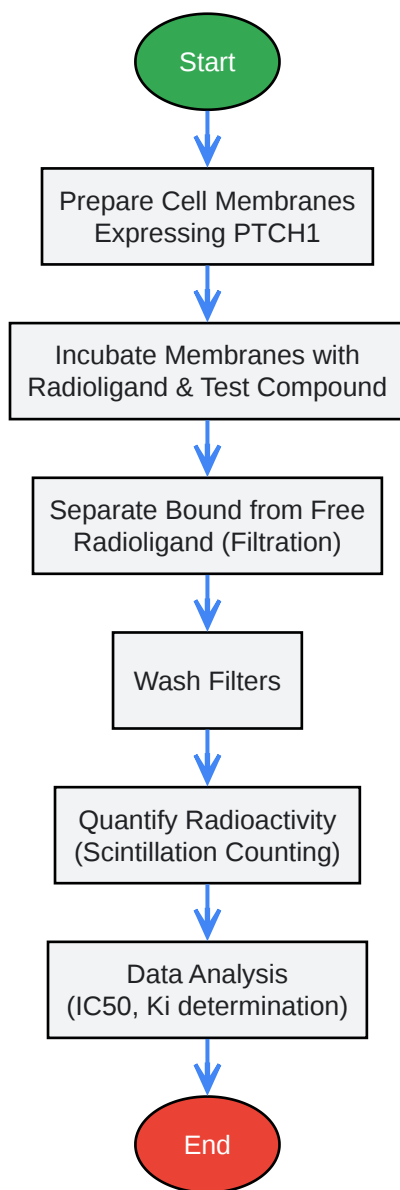 Start
Prepare Cell Membranes
Expressing PTCH1
Incubate Membranes with
Radioligand & Test Compound
Separate Bound from Free
Radioligand (Filtration)
Wash Filters
Quantify Radioactivity
(Scintillation Counting)
Data Analysis
(IC50, Ki determination)
End